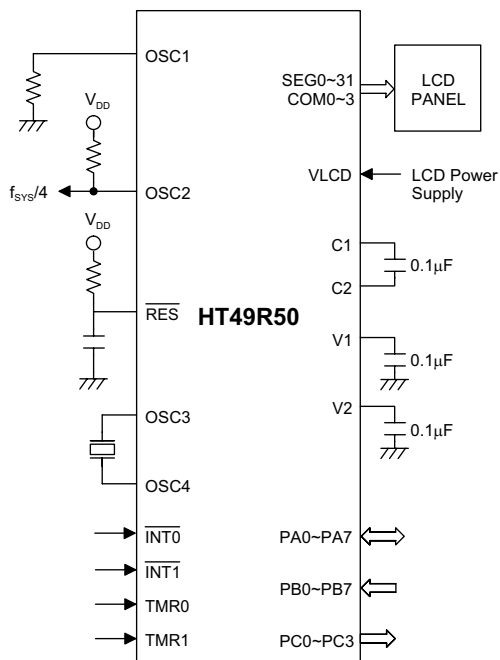 OSC1
V_DD
f_SYS/4
OSC2
V_DD
RES
HT49R50
OSC3
OSC4
INT0
INT1
TMR0
TMR1
SEG0~31
COM0~3
LCD
PANEL
VLCD
LCD Power
Supply
C1
0.1µF
C2
V1
0.1µF
V2
0.1µF
PA0~PA7
PB0~PB7
PC0~PC3